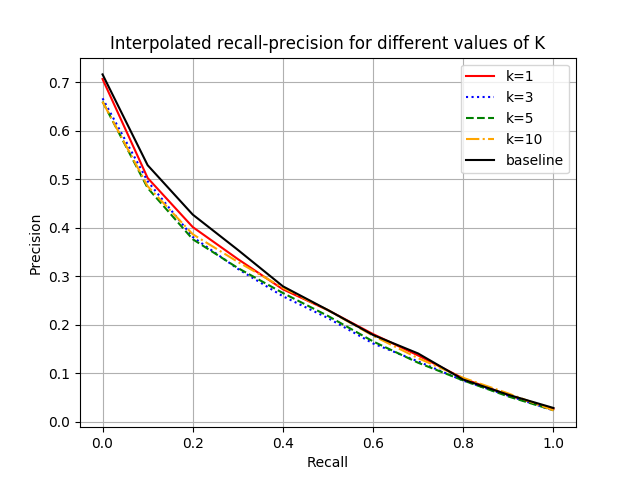 Interpolated recall-precision for different values of K
k=1
k=3
k=5
k=10
baseline
Precision
0.7
0.6
0.5
0.4
0.3
0.2
0.1
0.0
0.0 0.2 0.4 0.6 0.8 1.0
Recall